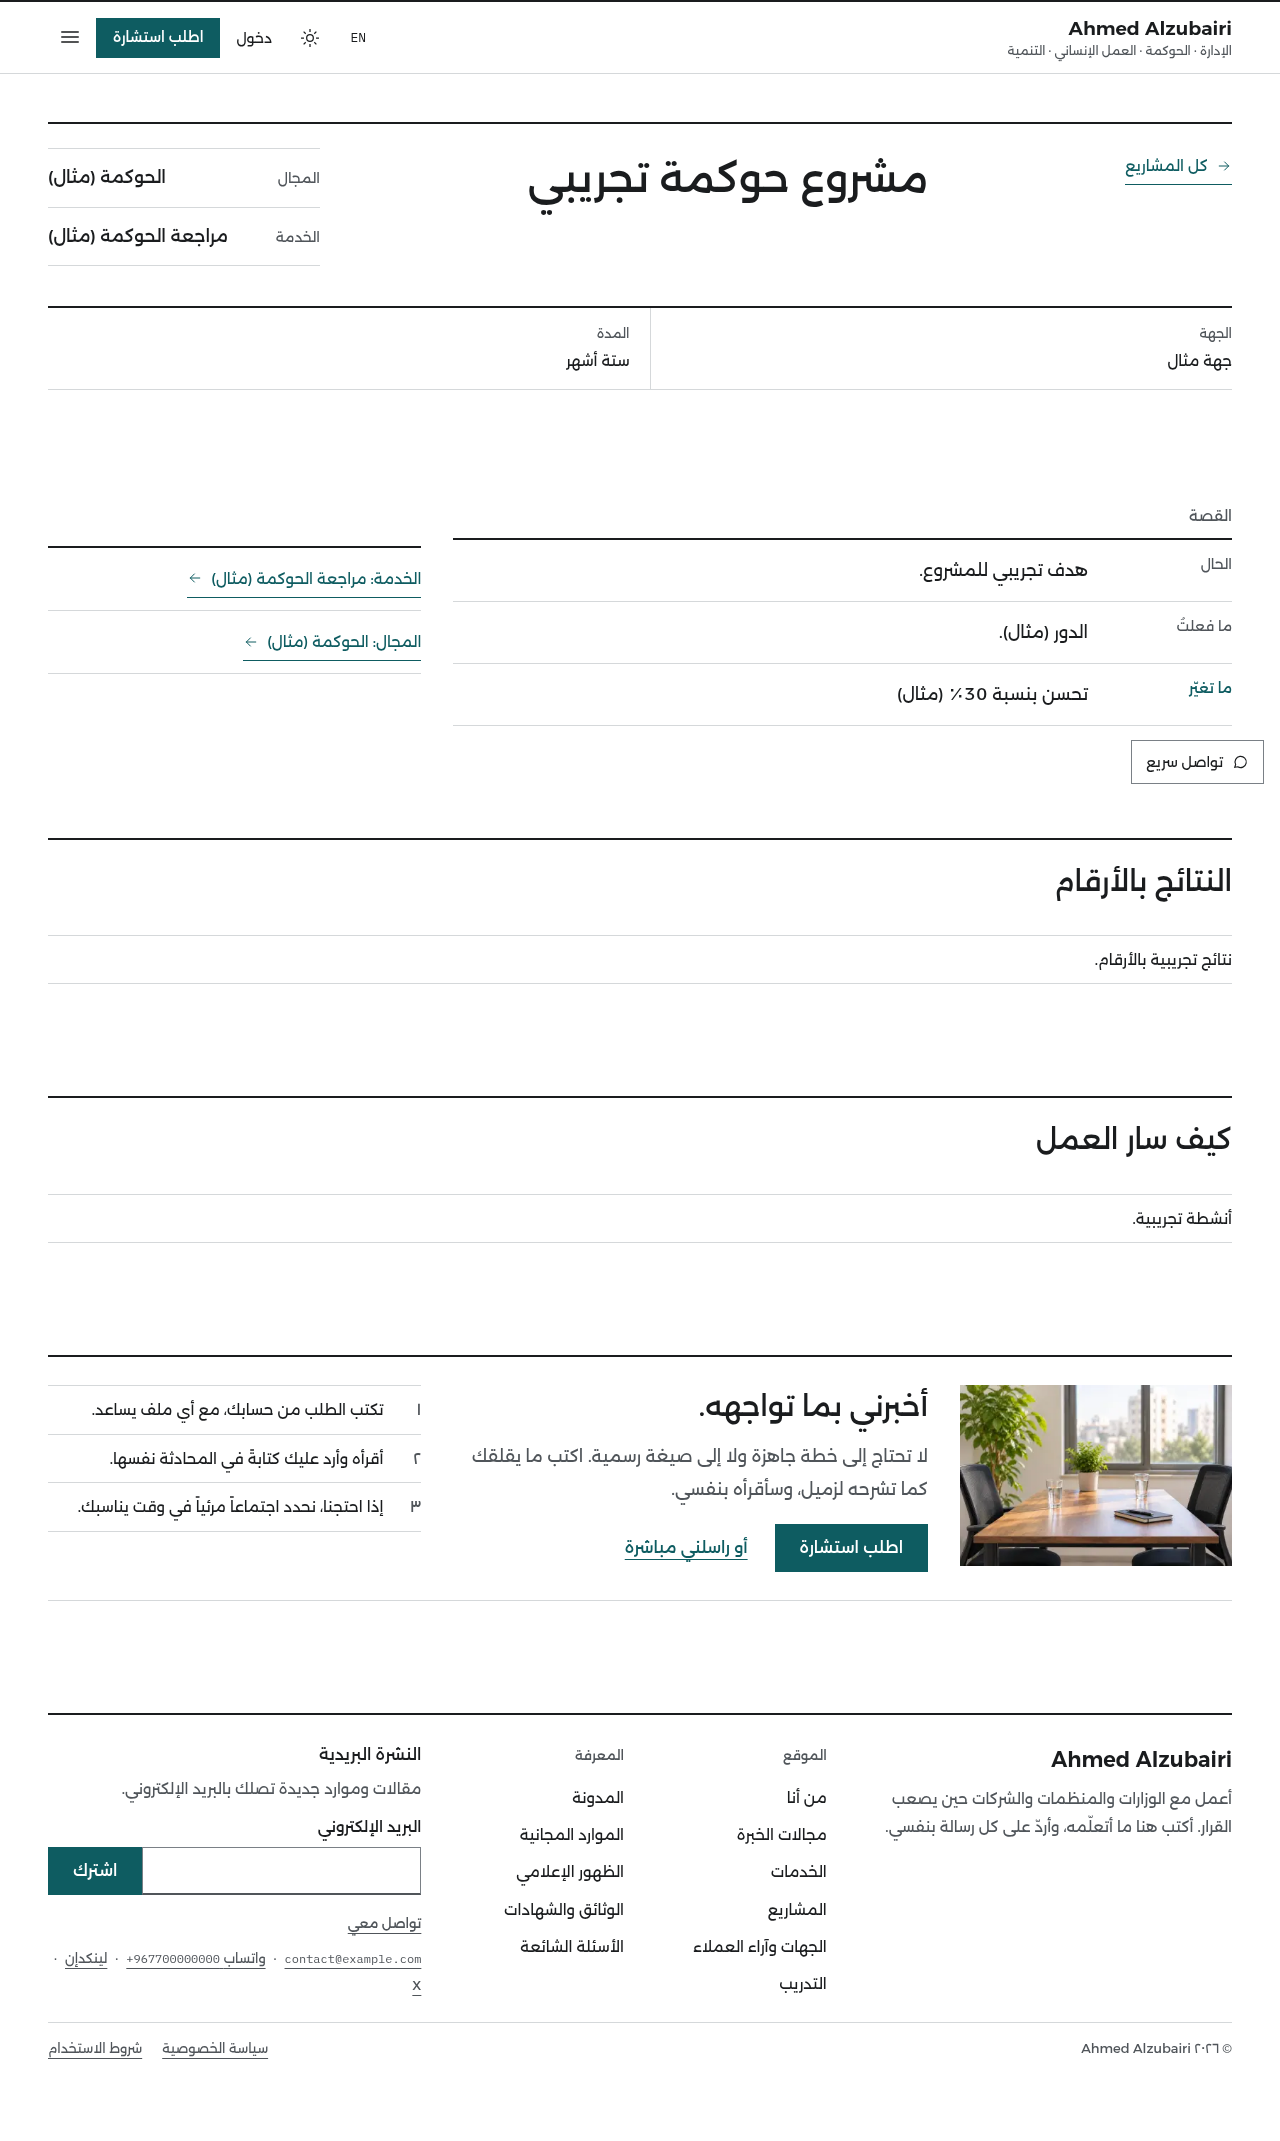 Ahmed Alzubairi
الإدارة · الحوكمة · العمل الإنساني · التنمية
EN
دخول
اطلب استشارة
كل المشاريع
مشروع حوكمة تجريبي
المجال
الحوكمة (مثال)
الخدمة
مراجعة الحوكمة (مثال)
الجهة
جهة مثال
المدة
ستة أشهر
القصة
الحال
هدف تجريبي للمشروع.
ما فعلتُ
الدور (مثال).
ما تغيّر
تحسن بنسبة 30٪ (مثال)
الخدمة: مراجعة الحوكمة (مثال)
المجال: الحوكمة (مثال)
تواصل سريع
النتائج بالأرقام
نتائج تجريبية بالأرقام.
كيف سار العمل
أنشطة تجريبية.
أخبرني بما تواجهه.
لا تحتاج إلى خطة جاهزة ولا إلى صيغة رسمية. اكتب ما يقلقك
كما تشرحه لزميل، وسأقرأه بنفسي.
اطلب استشارة
أو راسلني مباشرة
١ تكتب الطلب من حسابك، مع أي ملف يساعد.
٢ أقرأه وأرد عليك كتابةً في المحادثة نفسها.
٣ إذا احتجنا، نحدد اجتماعاً مرئياً في وقت يناسبك.
Ahmed Alzubairi
أعمل مع الوزارات والمنظمات والشركات حين يصعب
القرار. أكتب هنا ما أتعلّمه، وأردّ على كل رسالة بنفسي.
الموقع
من أنا
مجالات الخبرة
الخدمات
المشاريع
الجهات وآراء العملاء
التدريب
المعرفة
المدونة
الموارد المجانية
الظهور الإعلامي
الوثائق والشهادات
الأسئلة الشائعة
النشرة البريدية
مقالات وموارد جديدة تصلك بالبريد الإلكتروني.
البريد الإلكتروني
اشترك
تواصل معي
contact@example.com · واتساب +967700000000 · لينكدإن ·
X
© ٢٠٢٦ Ahmed Alzubairi
سياسة الخصوصية
شروط الاستخدام